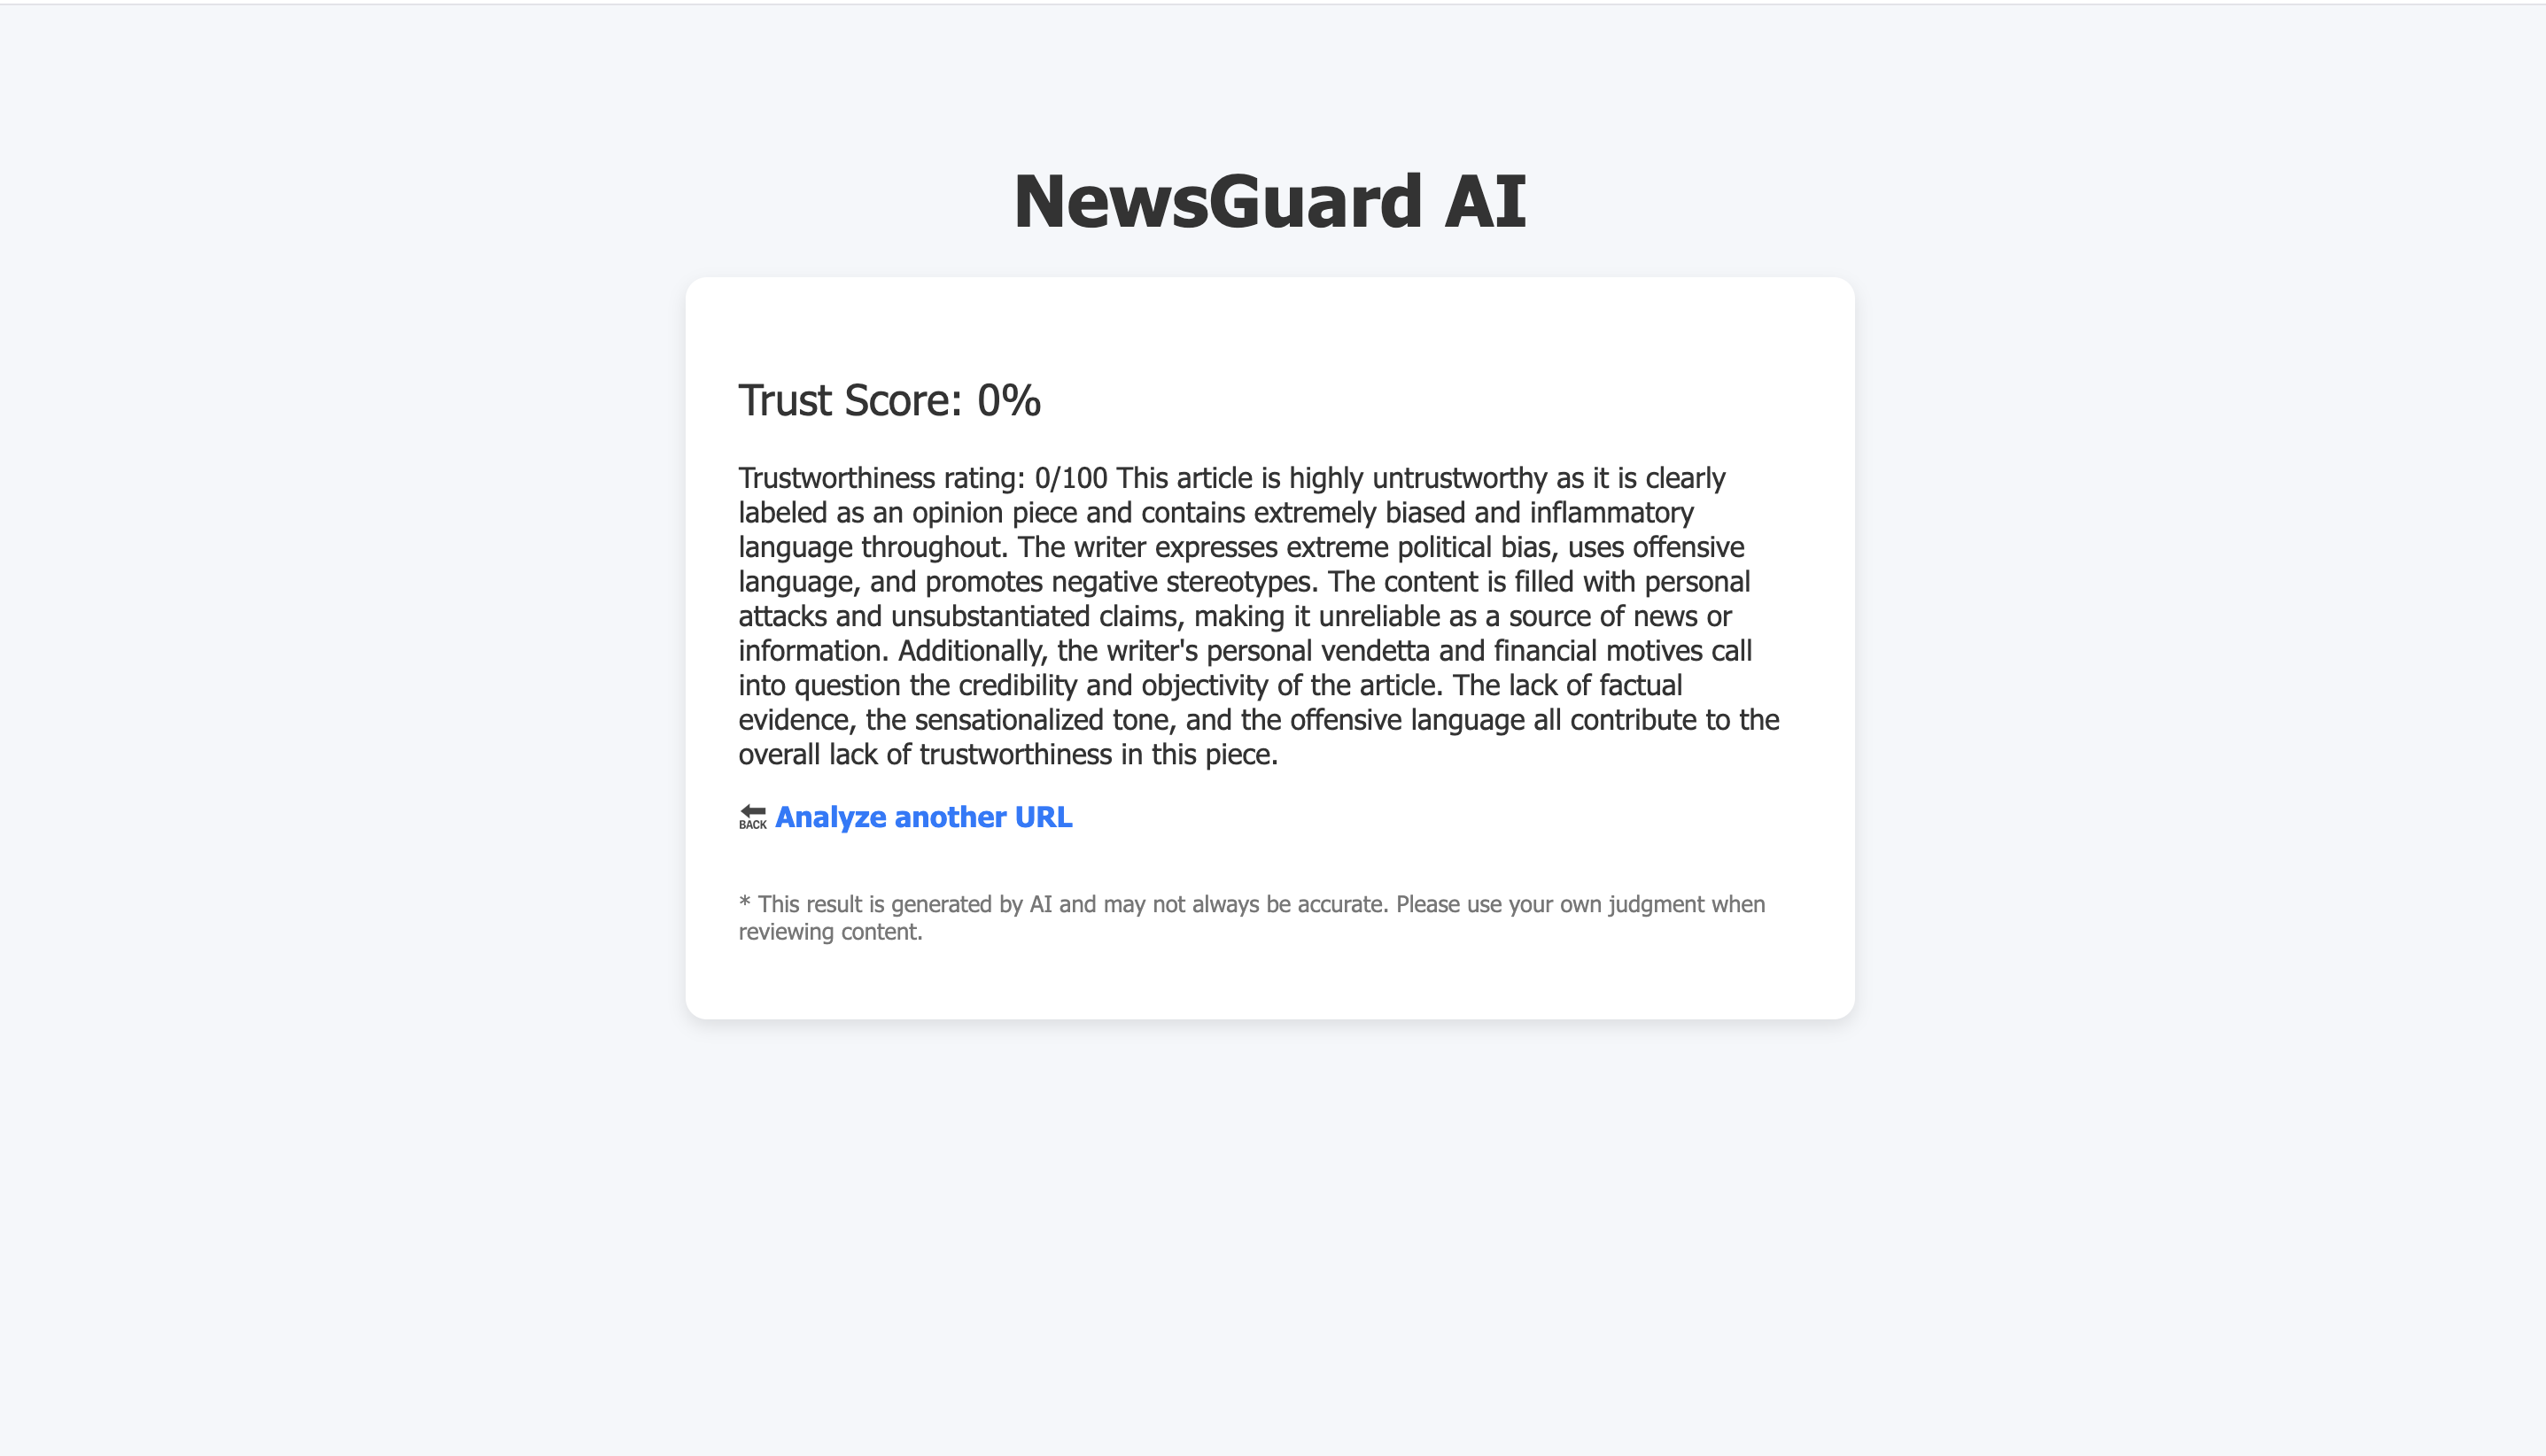 NewsGuard AI
Trust Score: 0%
Trustworthiness rating: 0/100 This article is highly untrustworthy as it is clearly
labeled as an opinion piece and contains extremely biased and inflammatory
language throughout. The writer expresses extreme political bias, uses offensive
language, and promotes negative stereotypes. The content is filled with personal
attacks and unsubstantiated claims, making it unreliable as a source of news or
information. Additionally, the writer's personal vendetta and financial motives call
into question the credibility and objectivity of the article. The lack of factual
evidence, the sensationalized tone, and the offensive language all contribute to the
overall lack of trustworthiness in this piece.
BACK Analyze another URL
* This result is generated by AI and may not always be accurate. Please use your own judgment when
reviewing content.